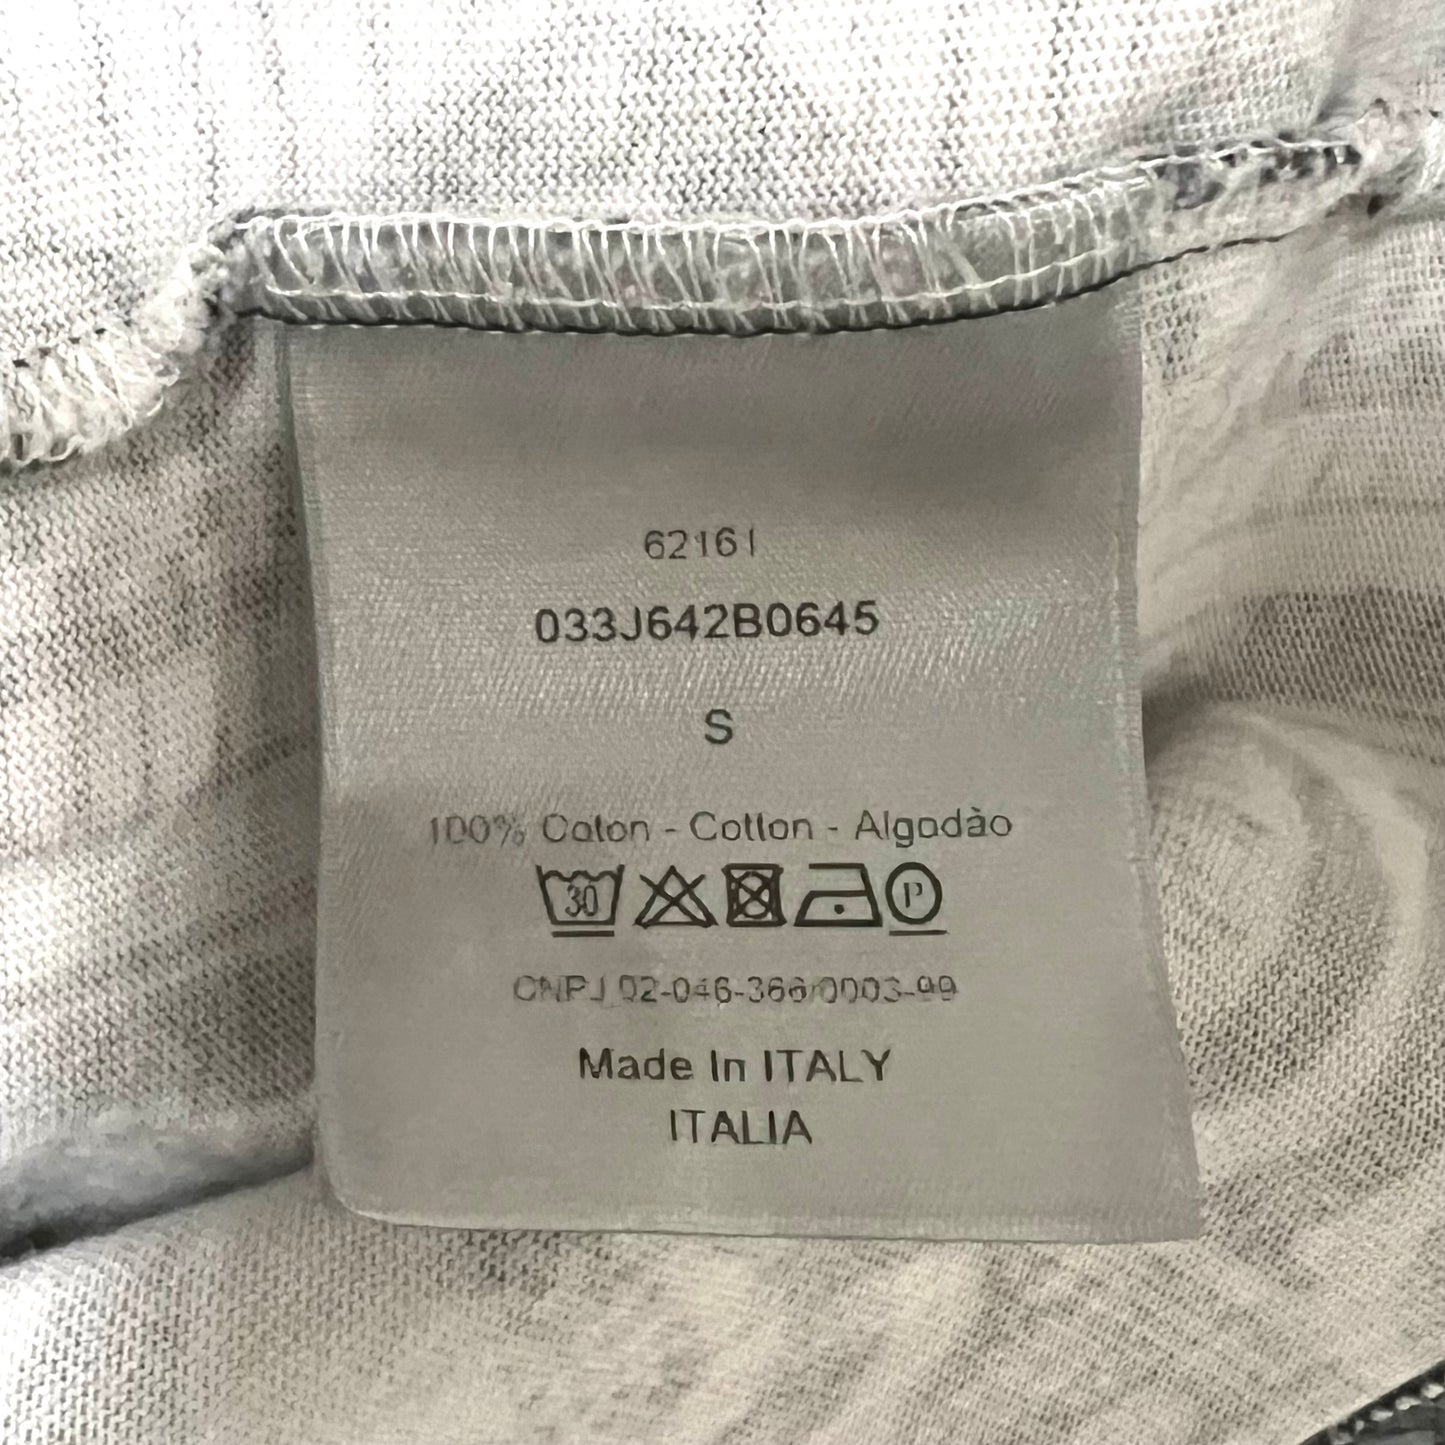 62161
033J642B0645
S
100% Coton - Cotton - Algodão
30 P
CNPJ 02-046-366/0003-99
Made In ITALY
ITALIA